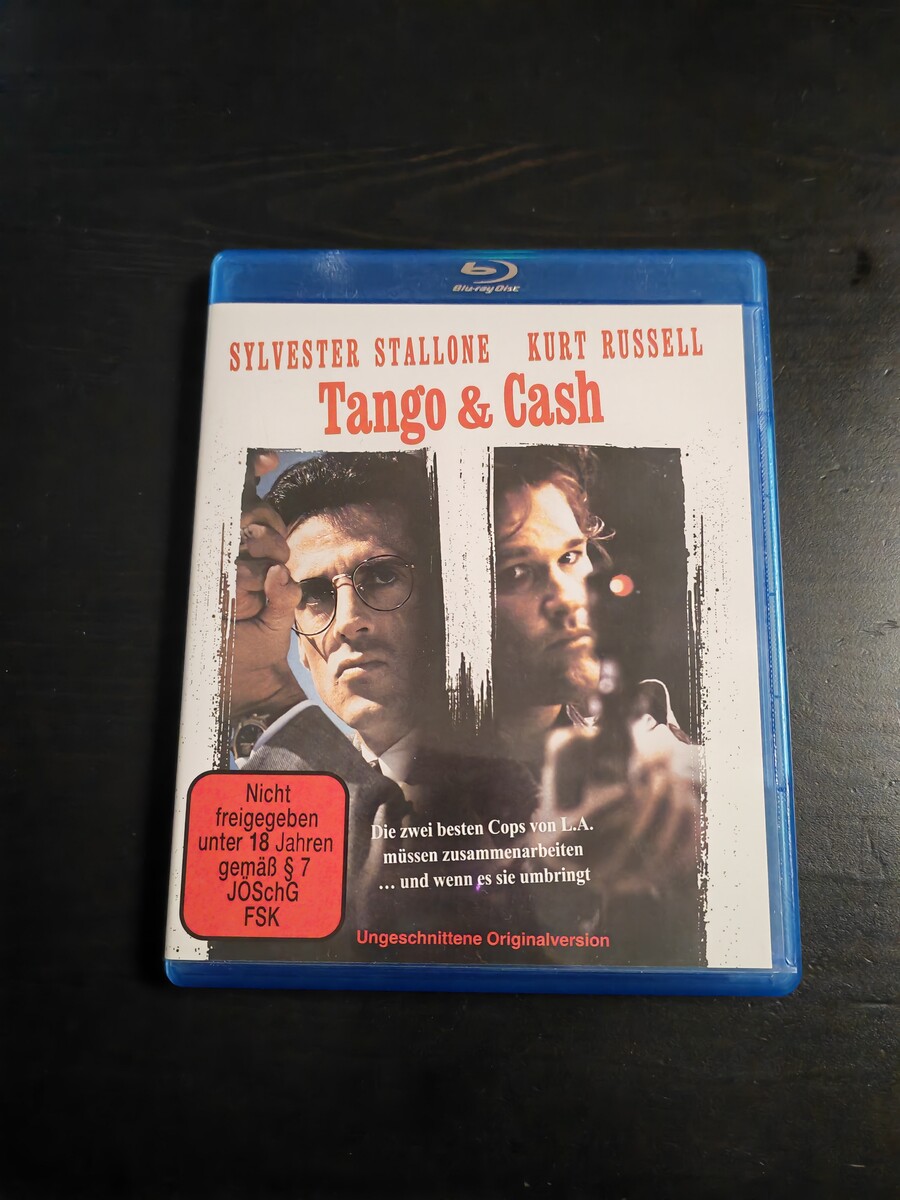 Blu-ray Disc
SYLVESTER STALLONE KURT RUSSELL
Tango & Cash
Nicht
freigegeben
unter 18 Jahren
gemäß § 7
JÖSchG
FSK
Die zwei besten Cops von L.A.
müssen zusammenarbeiten
... und wenn es sie umbringt
Ungeschnittene Originalversion